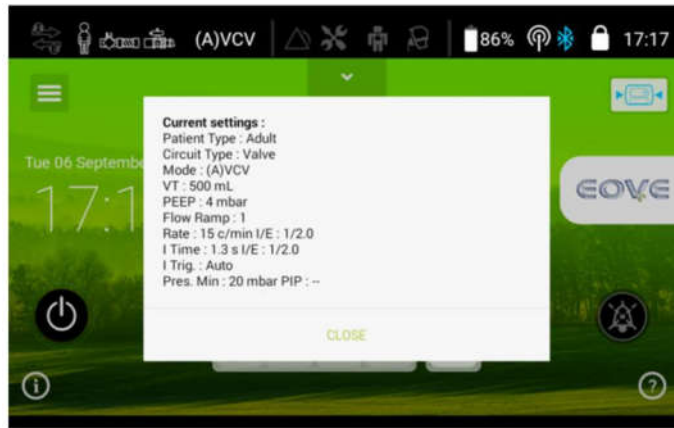 (A)VCV 86% 17:17
Current settings :
Patient Type : Adult
Circuit Type : Valve
Mode : (A)VCV
VT : 500 mL
PEEP : 4 mbar
Flow Ramp : 1
Rate : 15 c/min I/E : 1/2.0
I Time : 1.3 s I/E : 1/2.0
I Trig. : Auto
Pres. Min : 20 mbar PIP : --
CLOSE
Tue 06 Septembe
17:1
EOVE
i
?